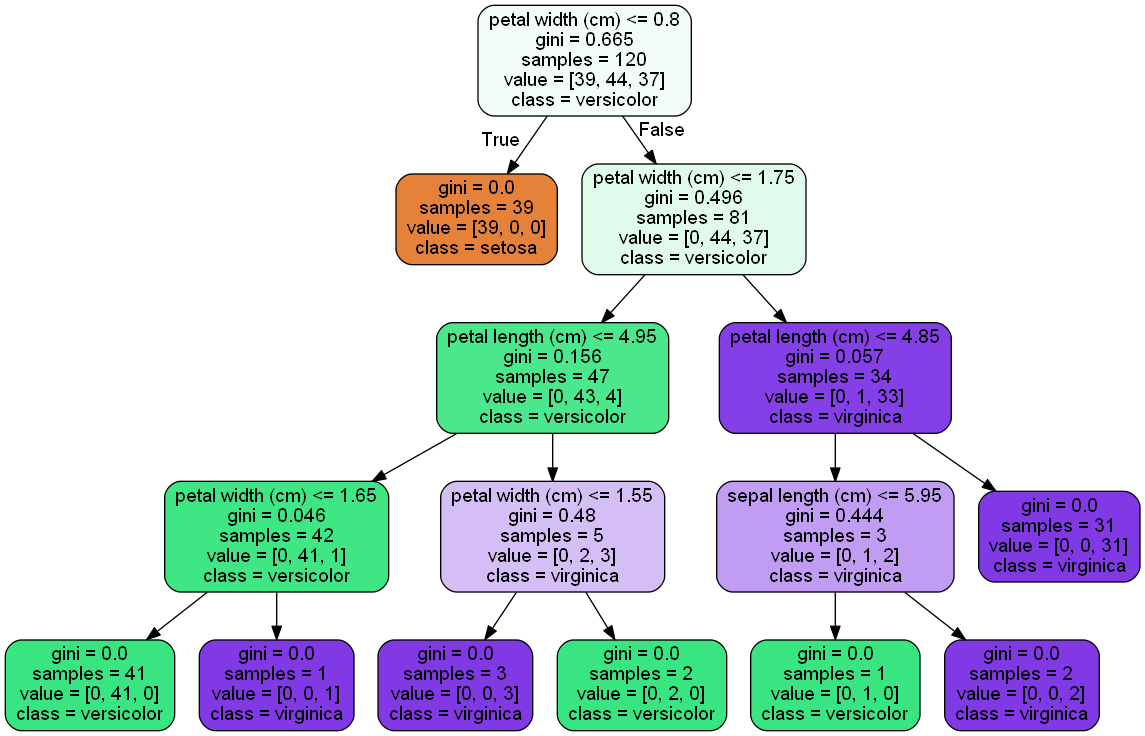 petal width (cm) <= 0.8
gini = 0.665
samples = 120
value = [39, 44, 37]
class = versicolor
True
False
gini = 0.0
samples = 39
value = [39, 0, 0]
class = setosa
petal width (cm) <= 1.75
gini = 0.496
samples = 81
value = [0, 44, 37]
class = versicolor
petal length (cm) <= 4.95
gini = 0.156
samples = 47
value = [0, 43, 4]
class = versicolor
petal length (cm) <= 4.85
gini = 0.057
samples = 34
value = [0, 1, 33]
class = virginica
petal width (cm) <= 1.65
gini = 0.046
samples = 42
value = [0, 41, 1]
class = versicolor
petal width (cm) <= 1.55
gini = 0.48
samples = 5
value = [0, 2, 3]
class = virginica
sepal length (cm) <= 5.95
gini = 0.444
samples = 3
value = [0, 1, 2]
class = virginica
gini = 0.0
samples = 31
value = [0, 0, 31]
class = virginica
gini = 0.0
samples = 41
value = [0, 41, 0]
class = versicolor
gini = 0.0
samples = 1
value = [0, 0, 1]
class = virginica
gini = 0.0
samples = 3
value = [0, 0, 3]
class = virginica
gini = 0.0
samples = 2
value = [0, 2, 0]
class = versicolor
gini = 0.0
samples = 1
value = [0, 1, 0]
class = versicolor
gini = 0.0
samples = 2
value = [0, 0, 2]
class = virginica